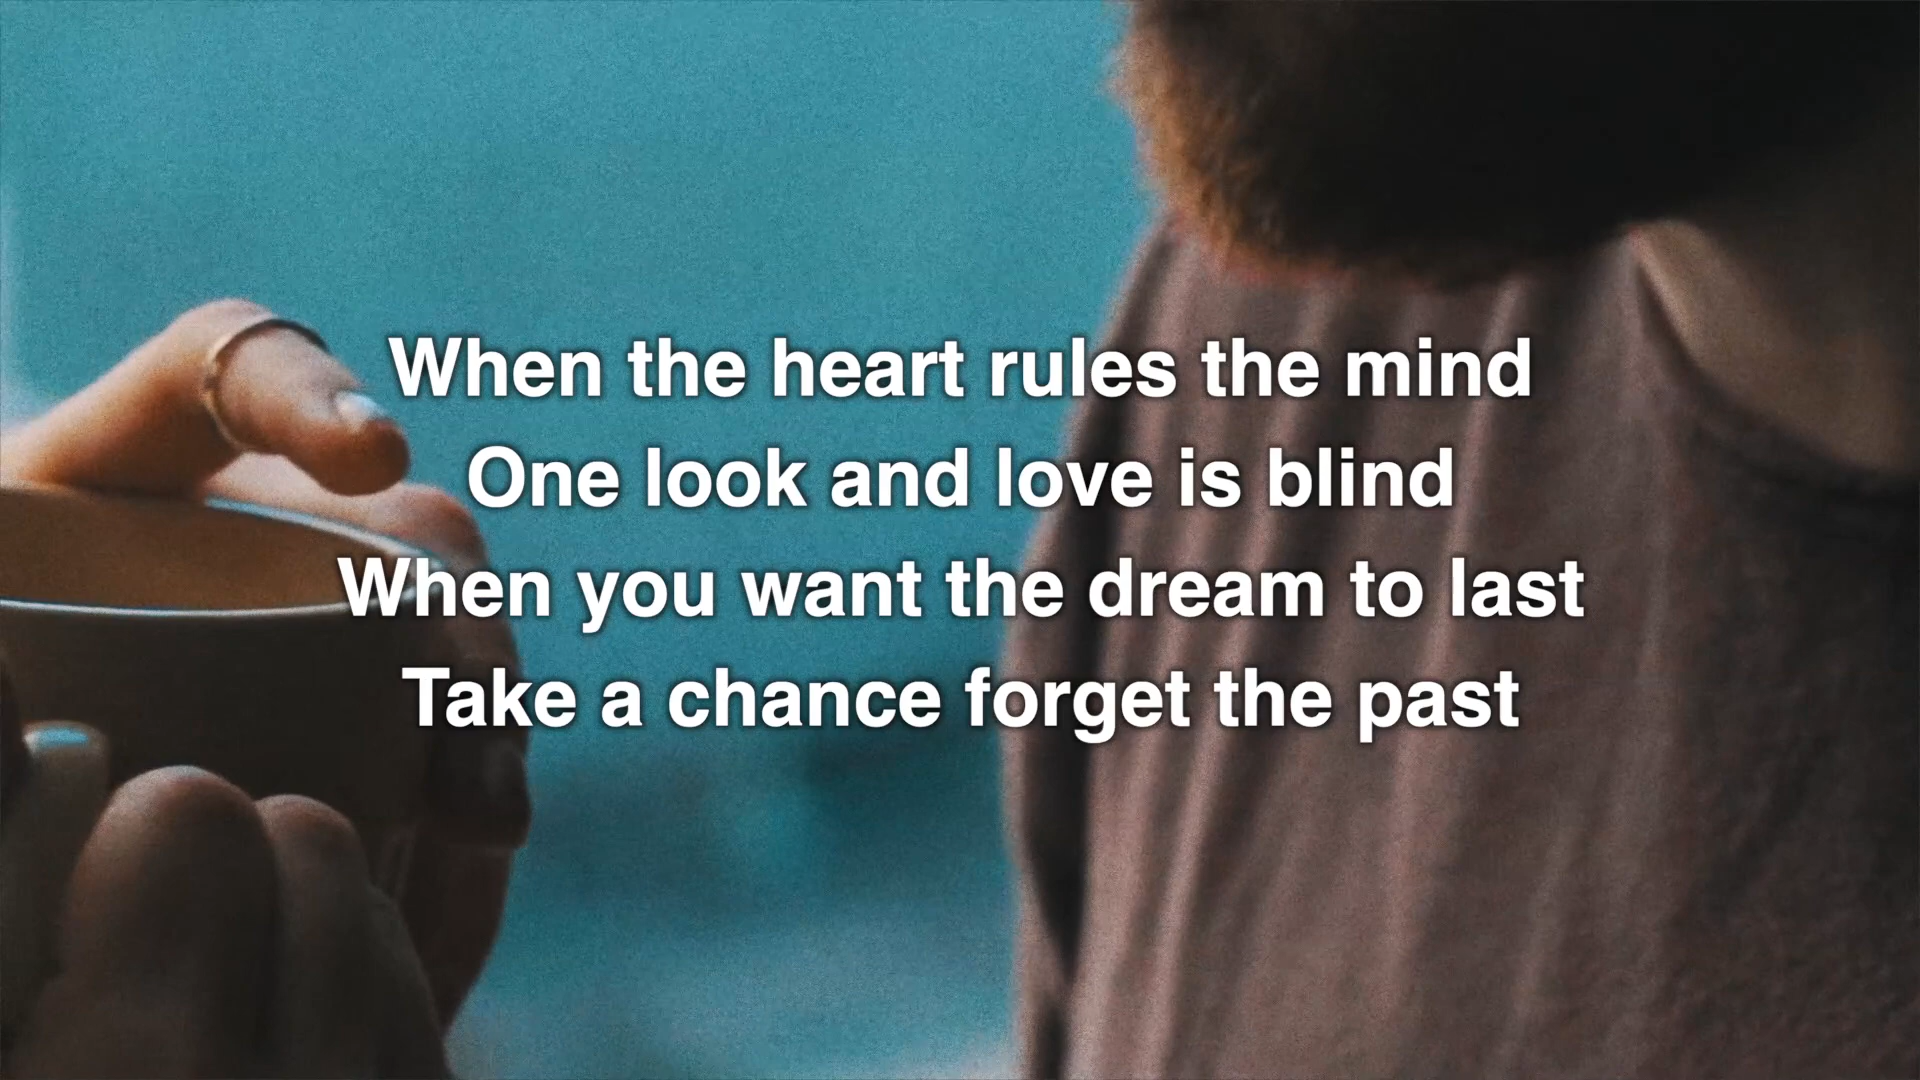 When the heart rules the mind
One look and love is blind
When you want the dream to last
Take a chance forget the past